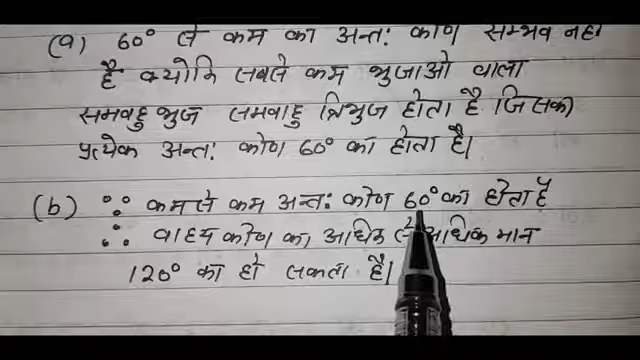 (a) 60° से कम का अन्त: कोण सम्भव नही
है क्योकि सबसे कम भुजाओ वाला
समबहुभुज समबाहु त्रिभुज होता है जिसका
प्रत्येक अन्त: कोण 60° का होता है।
(b) ∵ कमसे कम अन्त: कोण 60° का होता है
∴ वाह्य कोण का अधिक से अधिक मान
120° का हो सकता है।